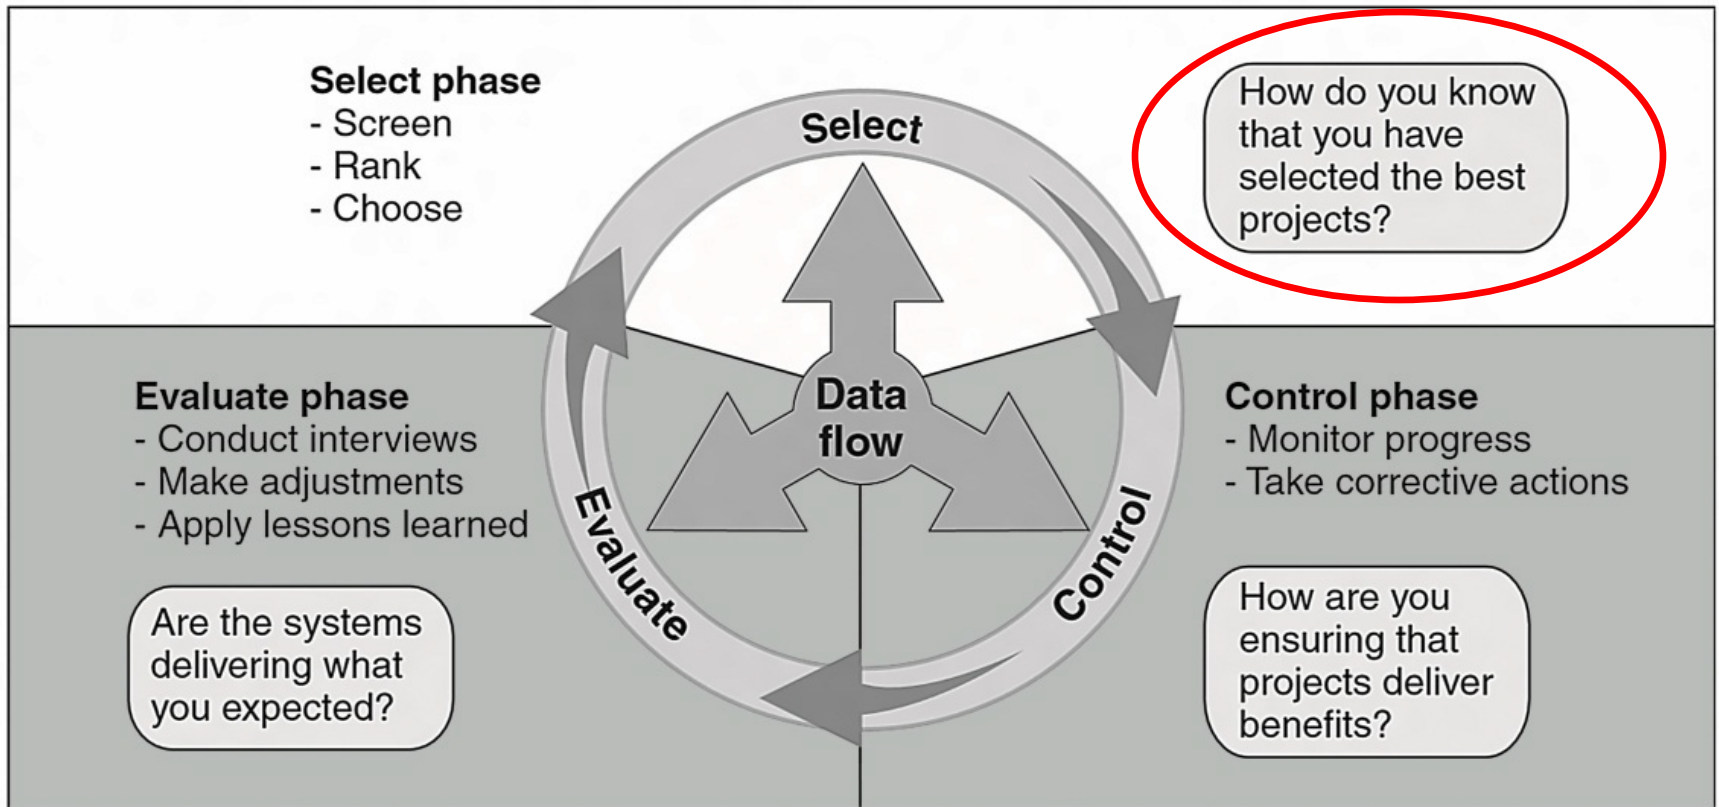 Select phase
- Screen
- Rank
- Choose
Select
How do you know
that you have
selected the best
projects?
Data
flow
Evaluate phase
- Conduct interviews
- Make adjustments
- Apply lessons learned
Are the systems
delivering what
you expected?
Evaluate
Control
Control phase
- Monitor progress
- Take corrective actions
How are you
ensuring that
projects deliver
benefits?